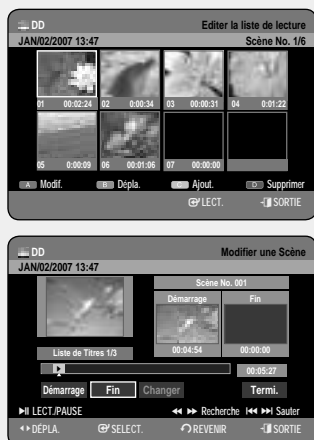 DD Editer la liste de lecture
JAN/02/2007 13:47 Scène No. 1/6
01 0:02:24 02 0:00:34 03 00:00:31 04 0:01:22
05 0:00:09 06 00:01:06 07 00:00:00
A Modif. B Dépla. C Ajout. D Supprimer
LECT. SORTIE
DD Modifier une Scène
JAN/02/2007 13:47
Scène No. 001
Démarrage Fin
Liste de Titres 1/3 00:04:54 00:00:00
00:05:27
Démarrage Fin Changer Termi.
LECT./PAUSE Recherche Sauter
DÉPLA. SELECT. REVENIR SORTIE